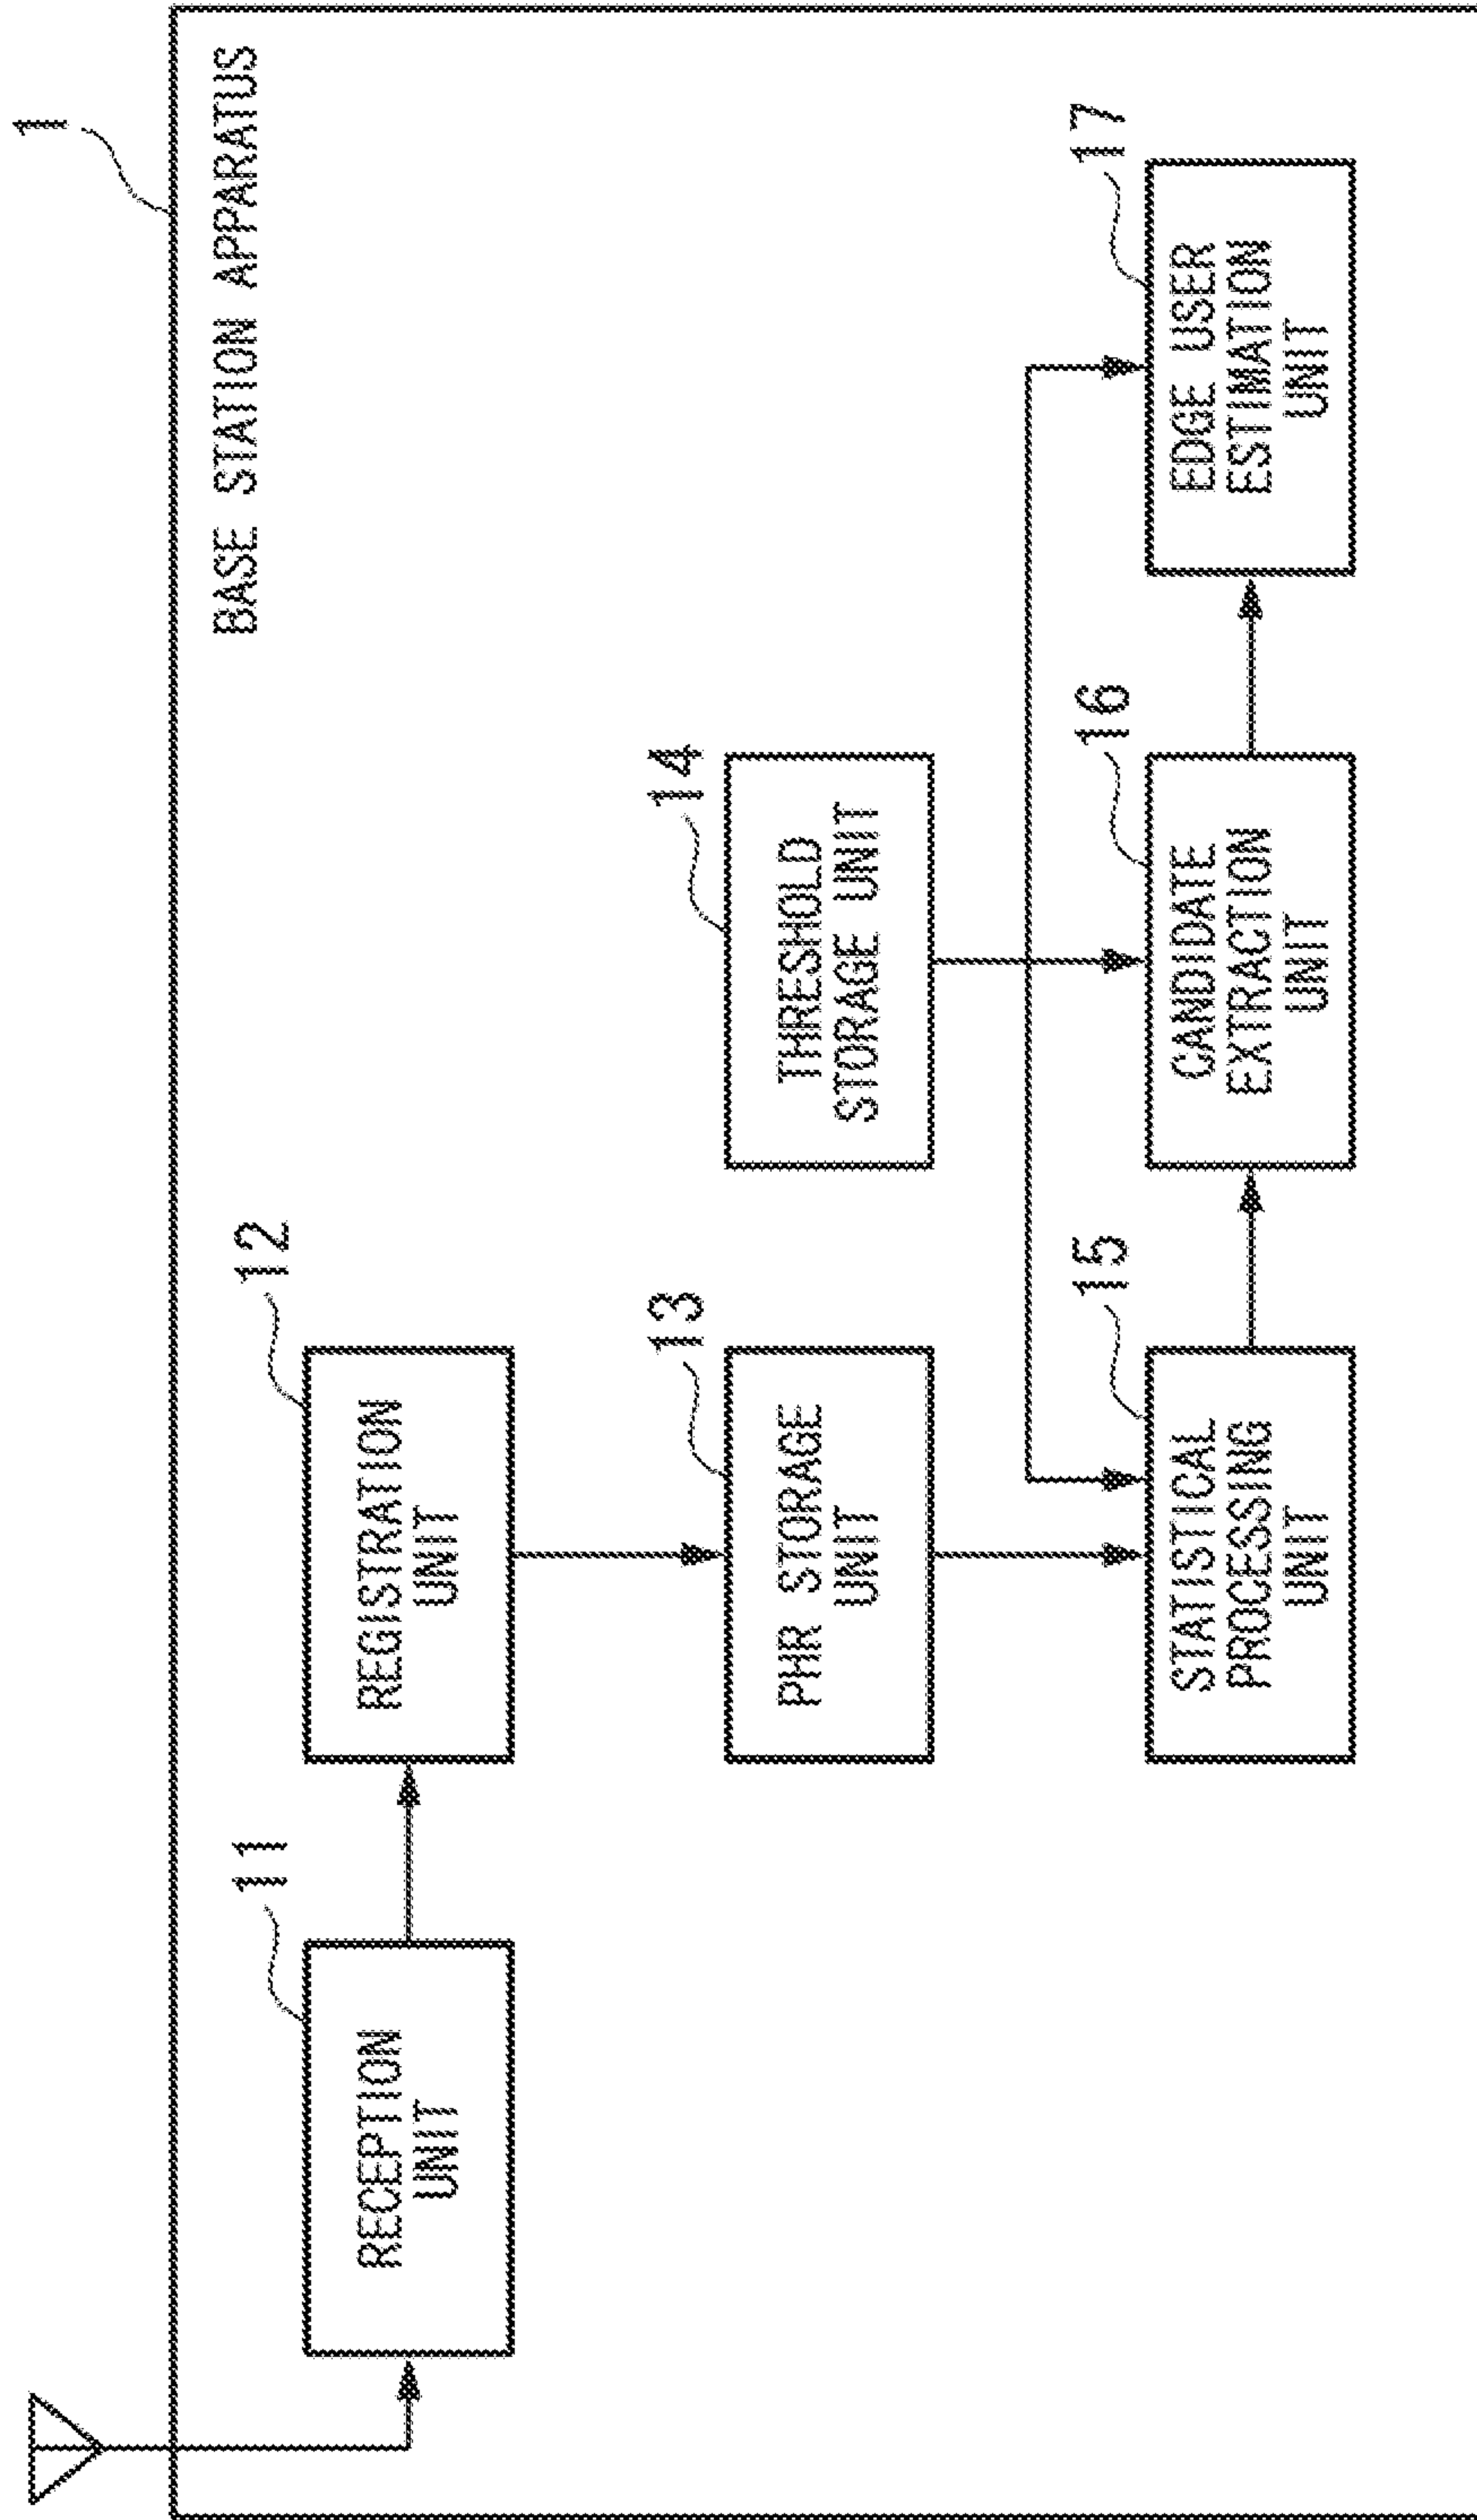 1
BASE STATION APPARATUS
11
RECEPTION
UNIT
12
REGISTRATION
UNIT
13
PHR STORAGE
UNIT
14
THRESHOLD
STORAGE UNIT
15
STATISTICAL
PROCESSING
UNIT
16
CANDIDATE
EXTRACTION
UNIT
17
EDGE USER
ESTIMATION
UNIT